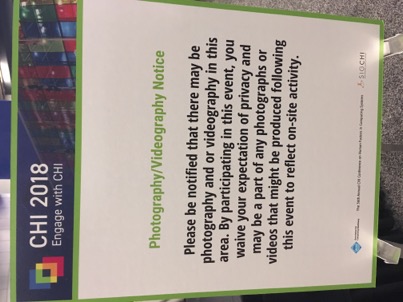 CHI 2018
Engage with CHI
Photography/Videography Notice
Please be notified that there may be
photography and or videography in this
area. By participating in this event, you
waive your expectation of privacy and
may be a part of any photographs or
videos that might be produced following
this event to reflect on-site activity.
The 36th Annual CHI Conference on Human Factors in Computing Systems
SIGCHI